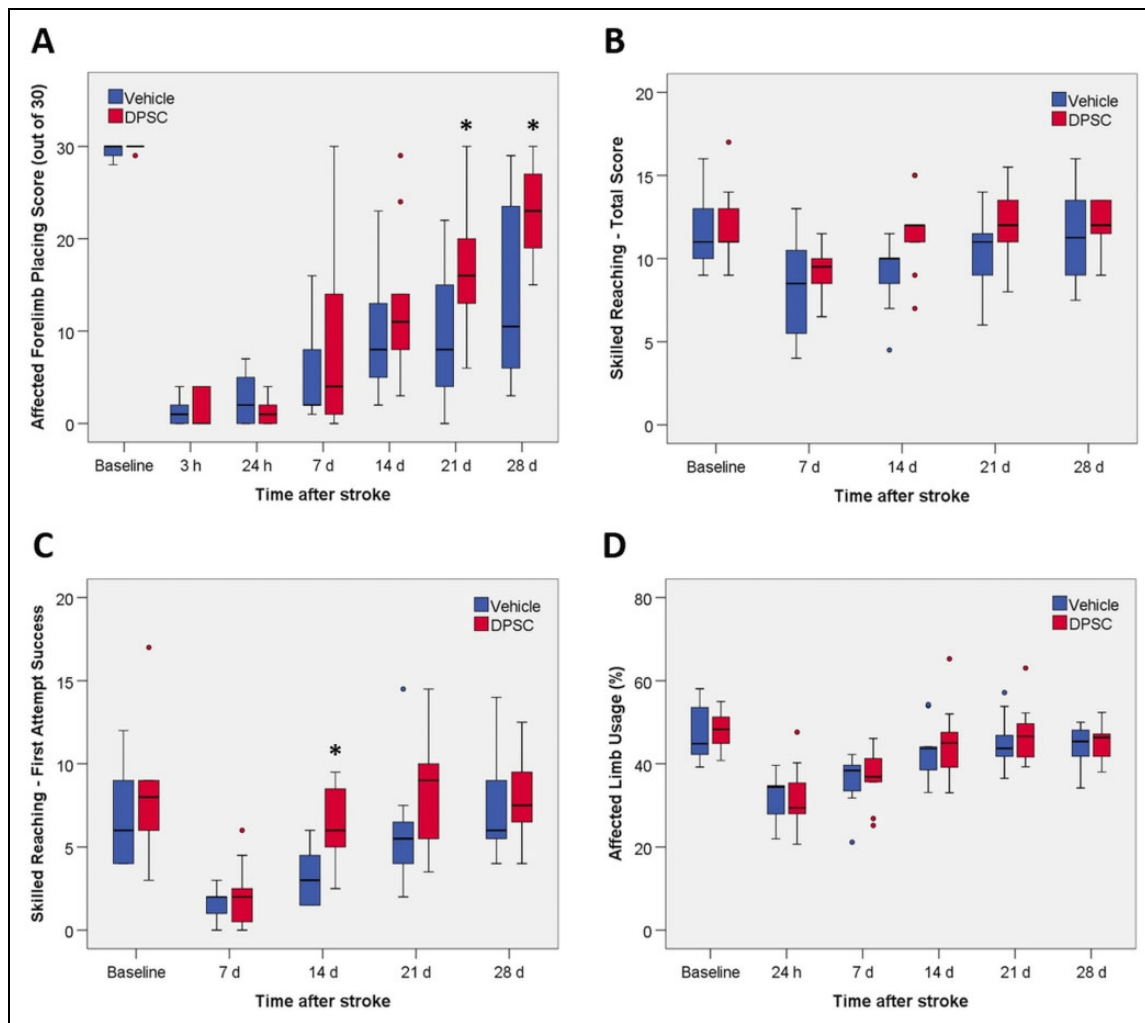 A
Affected Forelimb Placing Score (out of 30)
Vehicle
DPSC
* *
30
20
10
0
Baseline 3 h 24 h 7 d 14 d 21 d 28 d
Time after stroke
B
Skilled Reaching - Total Score
Vehicle
DPSC
20
15
10
5
0
Baseline 7 d 14 d 21 d 28 d
Time after stroke
C
Skilled Reaching - First Attempt Success
Vehicle
DPSC
*
20
15
10
5
0
Baseline 7 d 14 d 21 d 28 d
Time after stroke
D
Affected Limb Usage (%)
Vehicle
DPSC
80
60
40
20
0
Baseline 24 h 7 d 14 d 21 d 28 d
Time after stroke